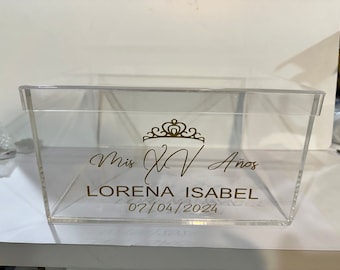 Mis XV Años
LORENA ISABEL
07/04/2024